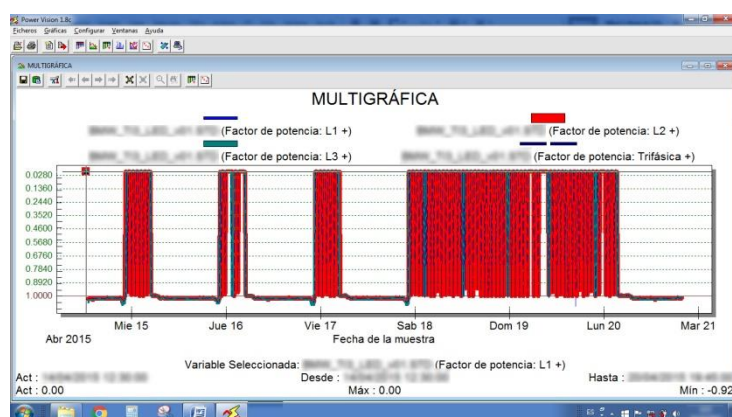 Power Vision 1.8c
Ficheros Gráficas Configurar Ventanas Ayuda
MULTIGRÁFICA
MULTIGRÁFICA
(Factor de potencia: L1 +)
(Factor de potencia: L2 +)
(Factor de potencia: L3 +)
(Factor de potencia: Trifásica +)
0.0280
0.1360
0.2440
0.3520
0.4600
0.5680
0.6760
0.7840
0.8920
1.0000
Mie 15 Jue 16 Vie 17 Sab 18 Dom 19 Lun 20 Mar 21
Abr 2015 Fecha de la muestra
Variable Seleccionada: (Factor de potencia: L1 +)
Act : Desde : Hasta :
Act : 0.00 Máx : 0.00 Mín : -0.92
ES